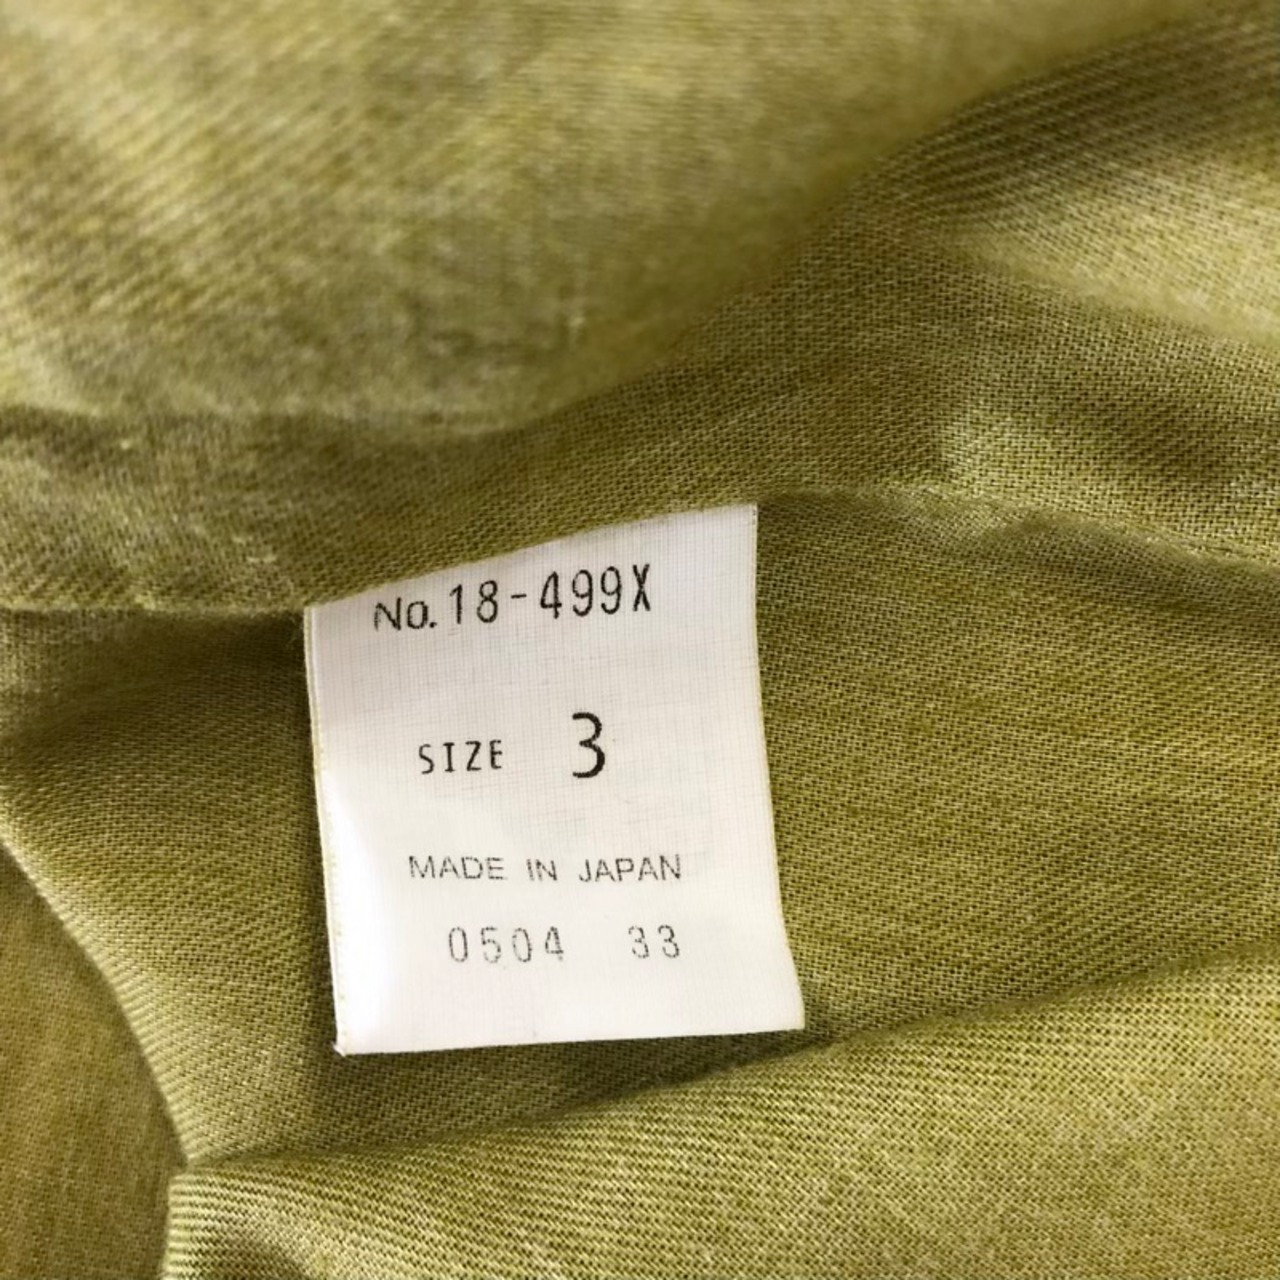 No.18-499X
SIZE 3
MADE IN JAPAN
0504 33